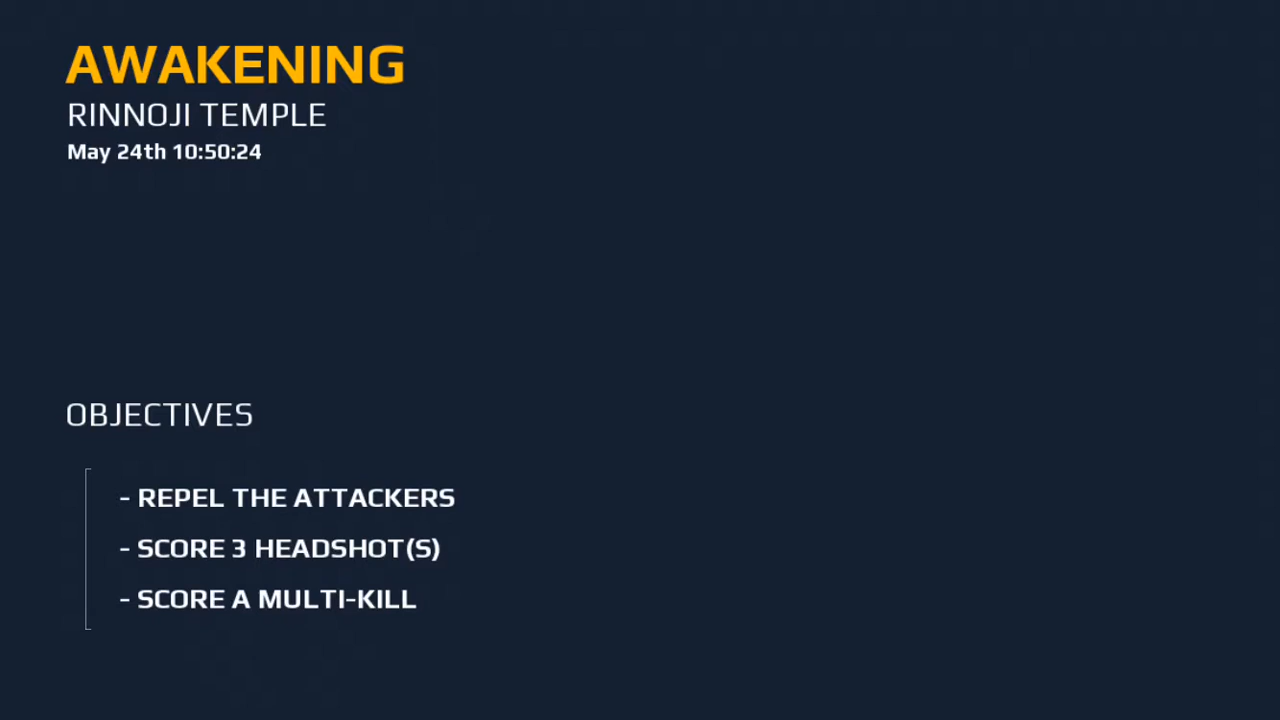 AWAKENING
RINNOJI TEMPLE
May 24th 10:50:24
OBJECTIVES
- REPEL THE ATTACKERS
- SCORE 3 HEADSHOT(S)
- SCORE A MULTI-KILL